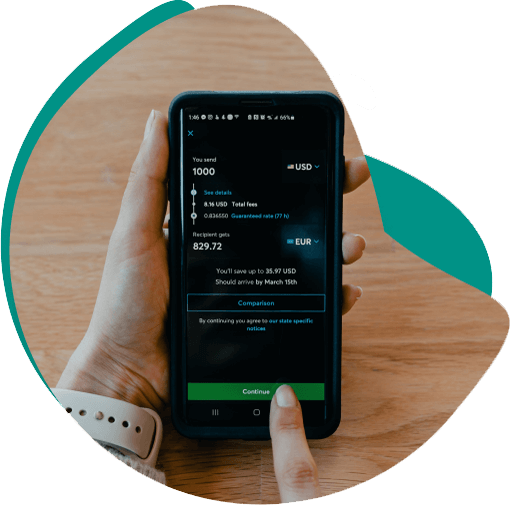 1:46
66%
You send
1000
USD
See details
8.16 USD Total fees
0.836550 Guaranteed rate (?? h)
Recipient gets
829.72
EUR
You'll save up to 35.97 USD
Should arrive by March 15th
Comparison
By continuing you agree to our state specific
notices
Continue